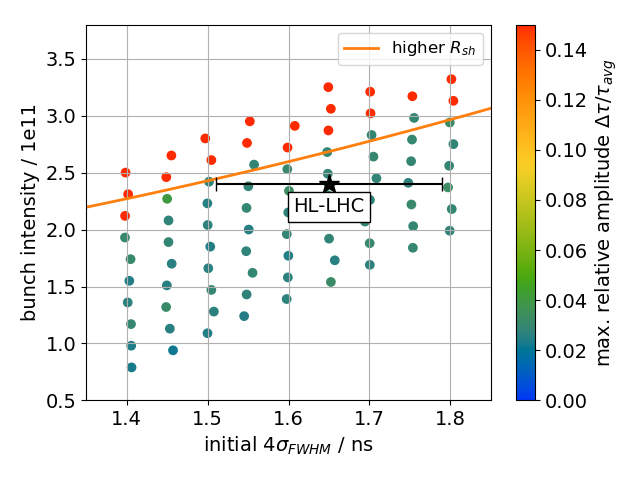 higher R_sh
3.5
3.0
2.5
2.0
1.5
1.0
0.5
bunch intensity / 1e11
HL-LHC
1.4 1.5 1.6 1.7 1.8
initial 4σ_FWHM / ns
0.14
0.12
0.10
0.08
0.06
0.04
0.02
0.00
max. relative amplitude Δτ/τ_avg